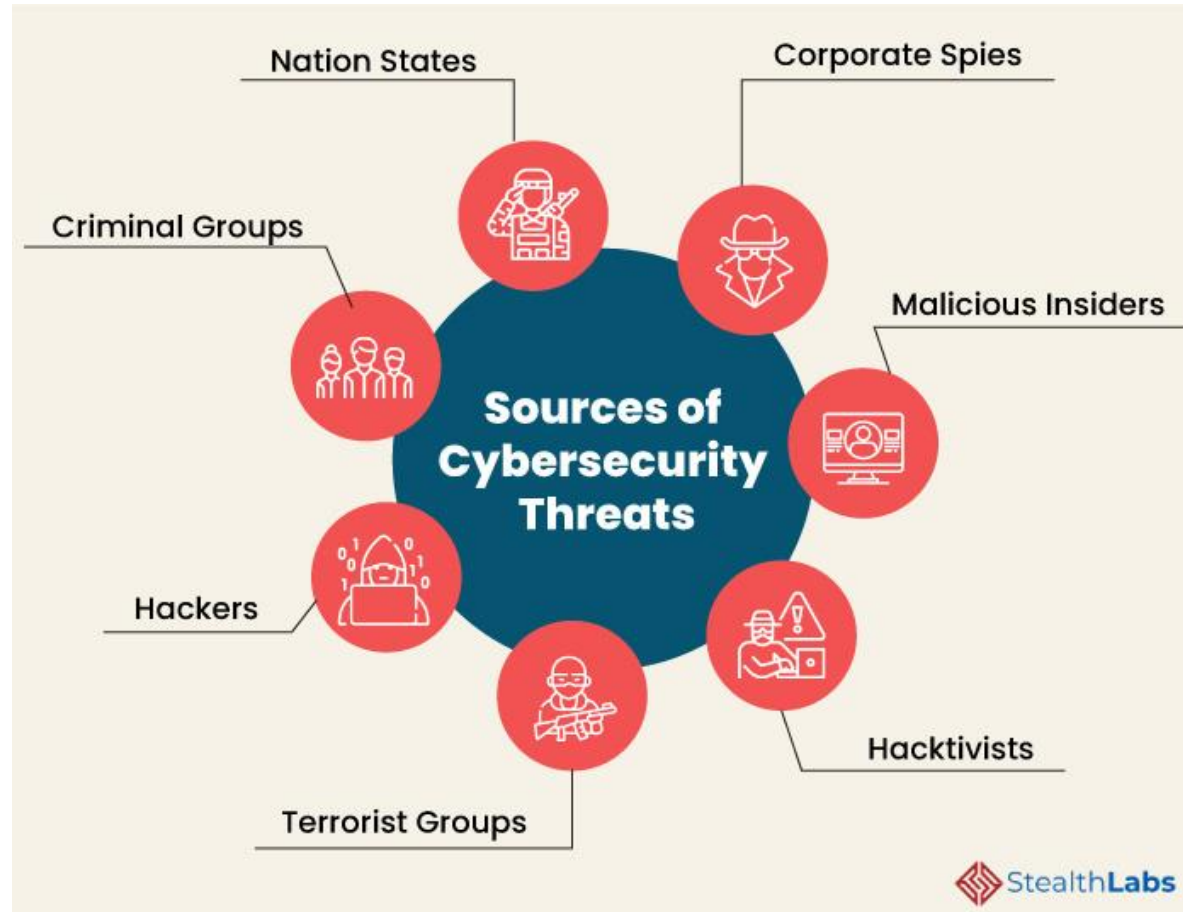 Nation States
Corporate Spies
Criminal Groups
Malicious Insiders
Sources of
Cybersecurity
Threats
Hackers
Hacktivists
Terrorist Groups
StealthLabs